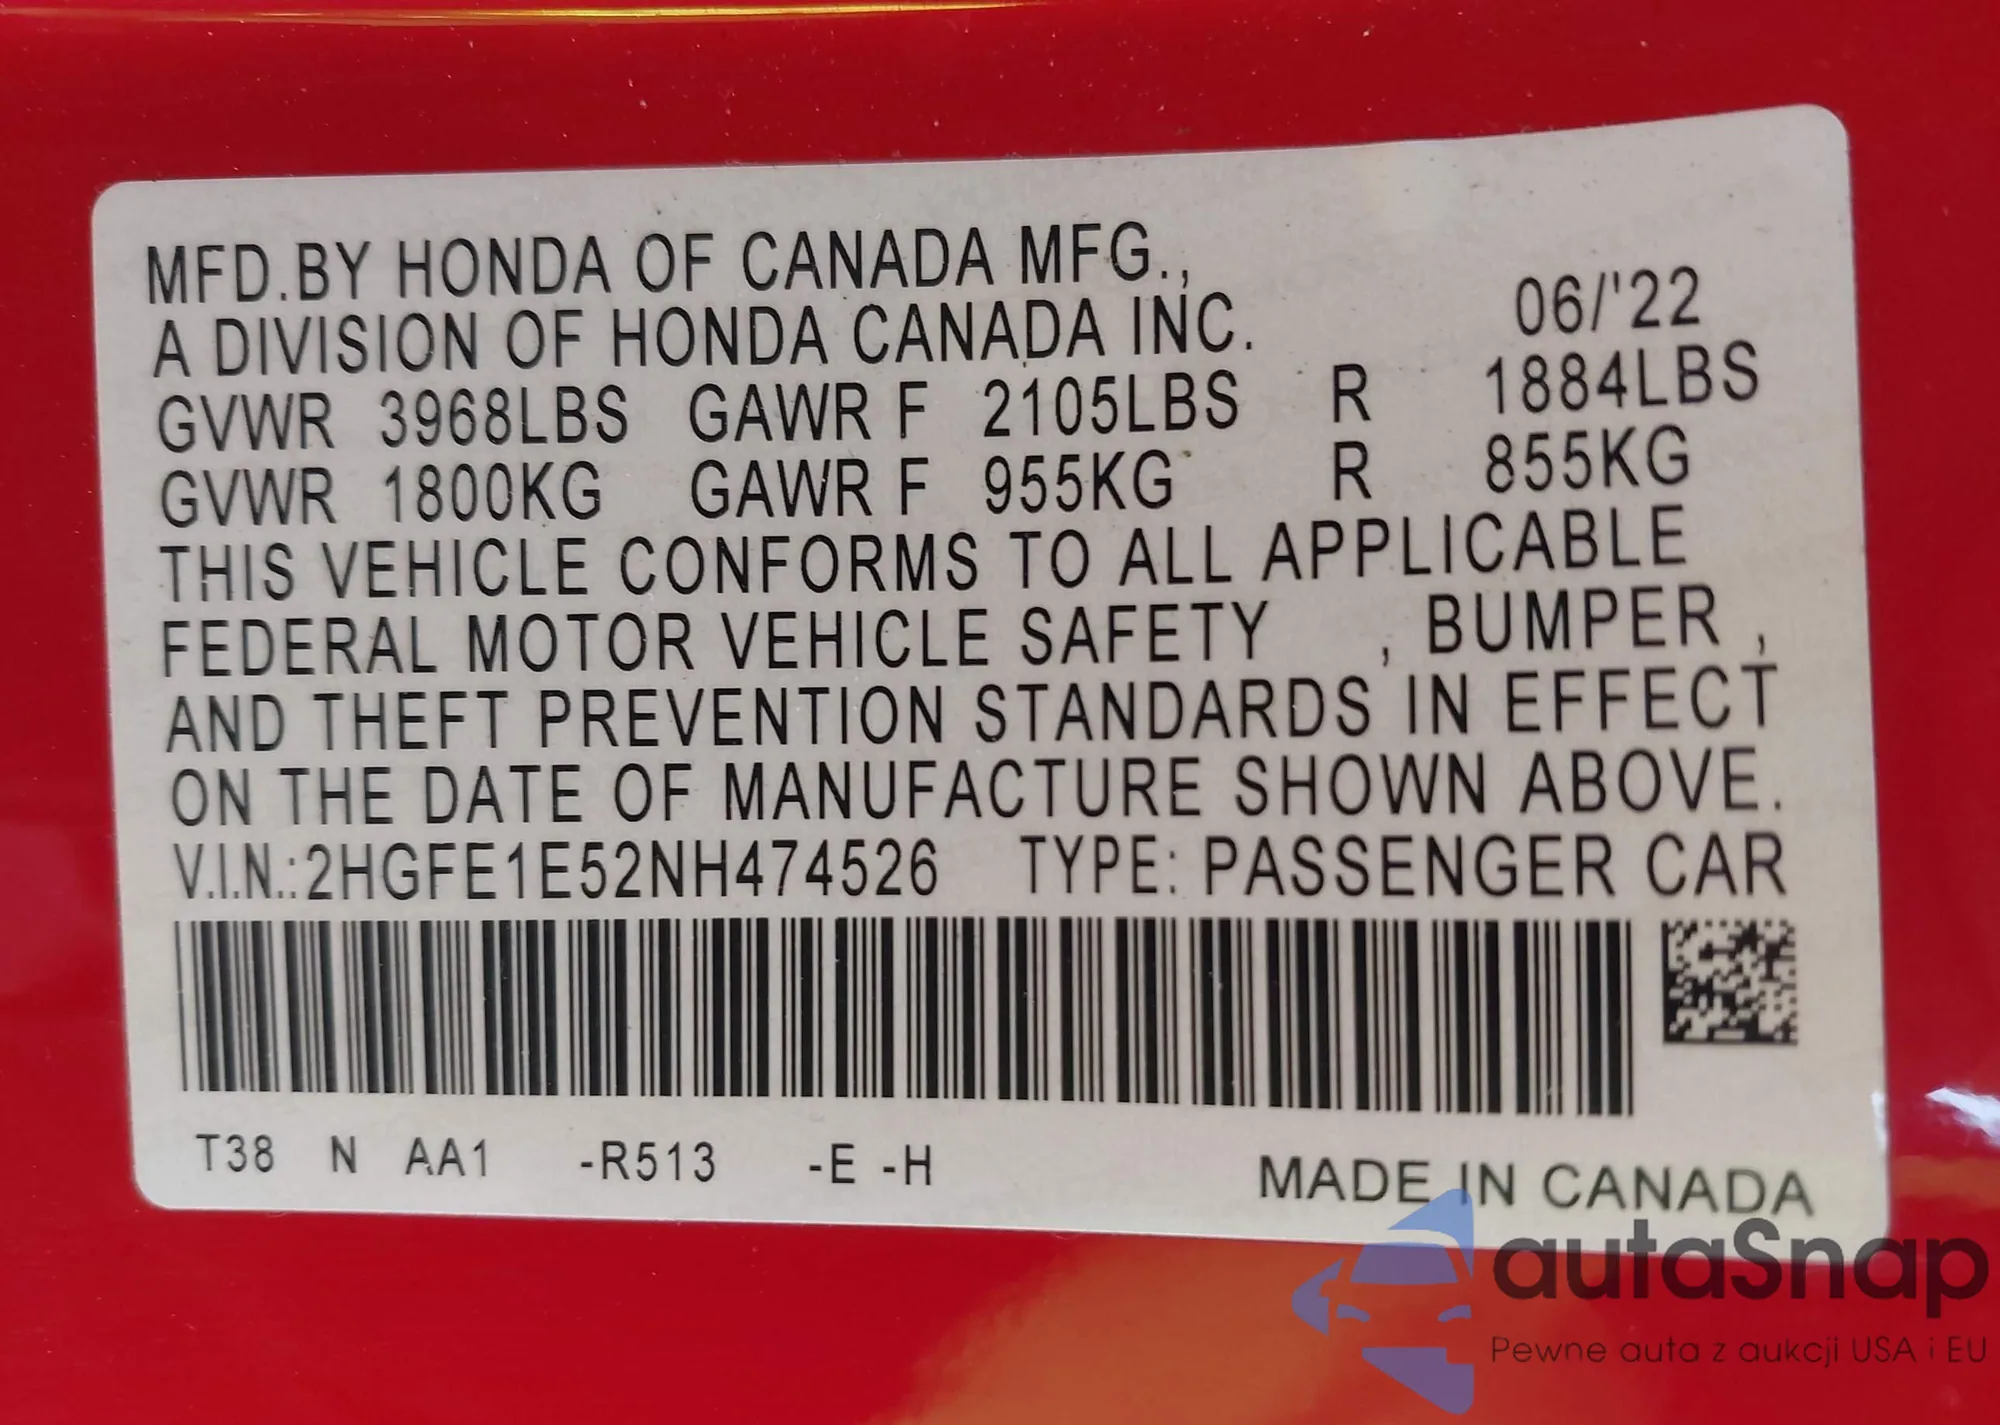 MFD.BY HONDA OF CANADA MFG.,
A DIVISION OF HONDA CANADA INC. 06/'22
GVWR 3968LBS GAWR F 2105LBS R 1884LBS
GVWR 1800KG GAWR F 955KG R 855KG
THIS VEHICLE CONFORMS TO ALL APPLICABLE
FEDERAL MOTOR VEHICLE SAFETY , BUMPER ,
AND THEFT PREVENTION STANDARDS IN EFFECT
ON THE DATE OF MANUFACTURE SHOWN ABOVE.
V.I.N.:2HGFE1E52NH474526 TYPE: PASSENGER CAR
T38 N AA1 -R513 -E -H
MADE IN CANADA
autaSnap
Pewne auta z aukcji USA i EU